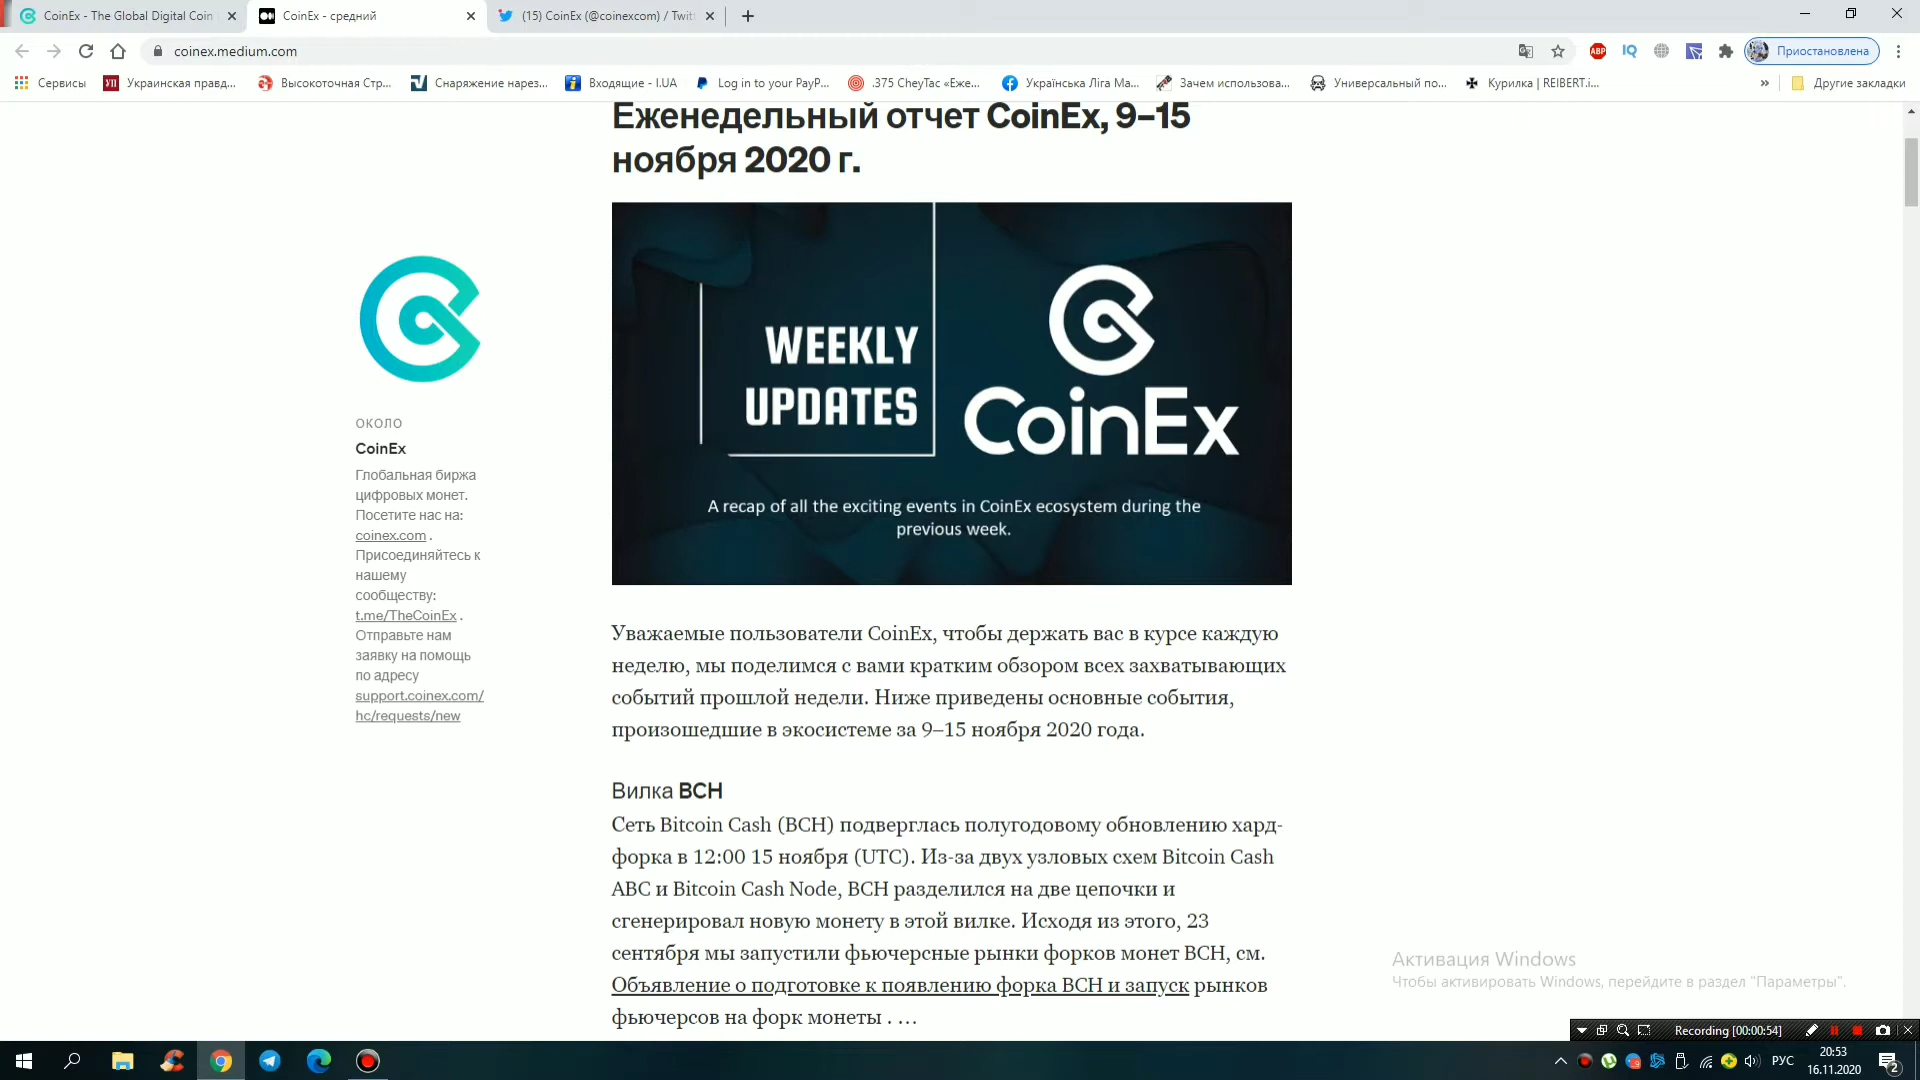 CoinEx - The Global Digital Coin
CoinEx - средний
(15) CoinEx (@coinexcom) / Twitt
coinex.medium.com
Приостановлена
Сервисы
Украинская правд...
Высокоточная Стр...
Снаряжение нарез...
Входящие - I.UA
Log in to your PayP...
.375 CheyTac «Еже...
Українська Ліга Ма...
Зачем использова...
Универсальный по...
Курилка | REIBERT.i...
»
Другие закладки
Еженедельный отчет CoinEx, 9–15
ноября 2020 г.
WEEKLY
UPDATES
CoinEx
A recap of all the exciting events in CoinEx ecosystem during the
previous week.
ОКОЛО
CoinEx
Глобальная биржа
цифровых монет.
Посетите нас на:
coinex.com .
Присоединяйтесь к
нашему
сообществу:
t.me/TheCoinEx .
Отправьте нам
заявку на помощь
по адресу
support.coinex.com/
hc/requests/new
Уважаемые пользователи CoinEx, чтобы держать вас в курсе каждую
неделю, мы поделимся с вами кратким обзором всех захватывающих
событий прошлой недели. Ниже приведены основные события,
произошедшие в экосистеме за 9–15 ноября 2020 года.
Вилка BCH
Сеть Bitcoin Cash (BCH) подверглась полугодовому обновлению хард-
форка в 12:00 15 ноября (UTC). Из-за двух узловых схем Bitcoin Cash
ABC и Bitcoin Cash Node, BCH разделился на две цепочки и
сгенерировал новую монету в этой вилке. Исходя из этого, 23
сентября мы запустили фьючерсные рынки форков монет BCH, см.
Объявление о подготовке к появлению форка BCH и запуск рынков
фьючерсов на форк монеты . …
Активация Windows
Чтобы активировать Windows, перейдите в раздел "Параметры".
Recording [00:00:54]
РУС
20:53
16.11.2020
2
ABP
IQ
УП